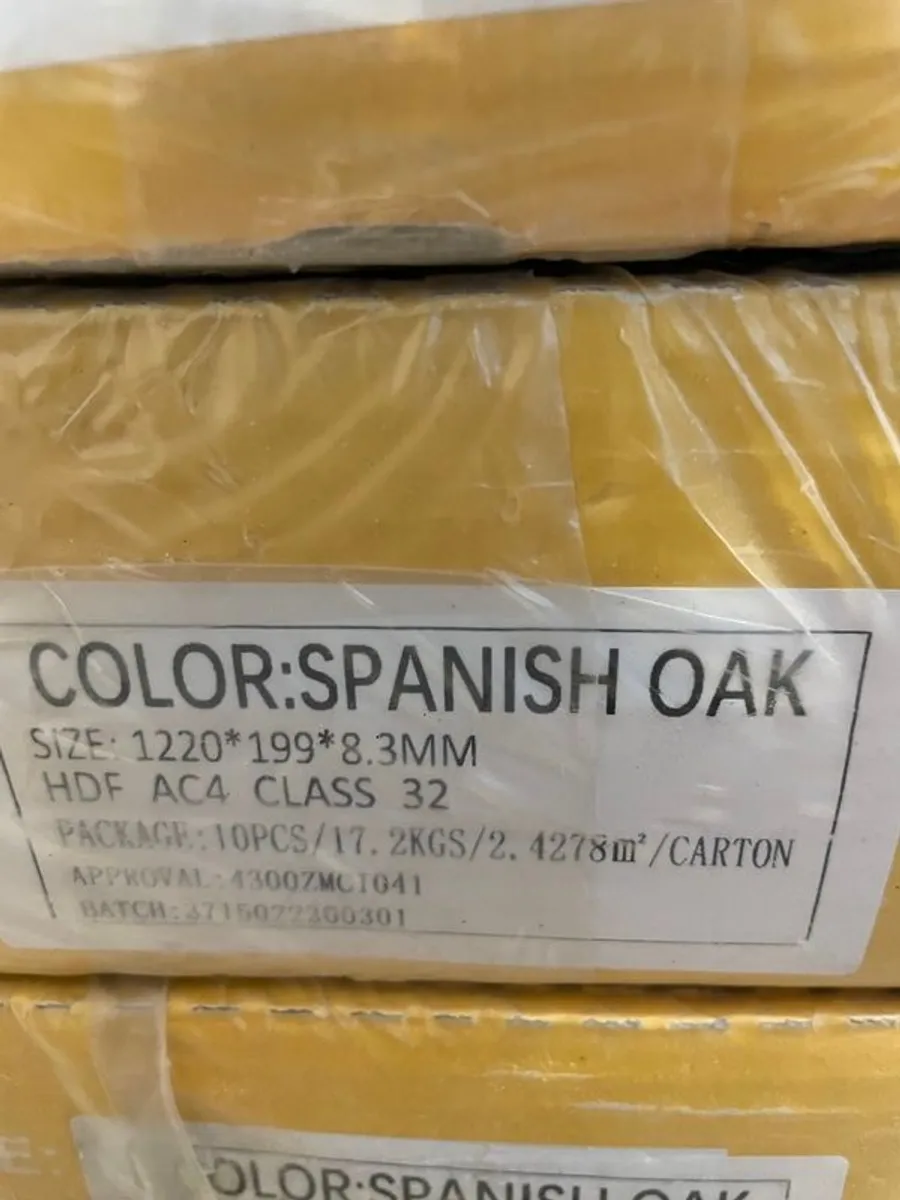 COLOR:SPANISH OAK
SIZE: 1220*199*8.3MM
HDF AC4 CLASS 32
PACKAGE:10PCS/17.2KGS/2.4278㎡/CARTON
APPROVAL:4300ZMCT041
BATCH:3715072300301
COLOR:SPANISH OAK